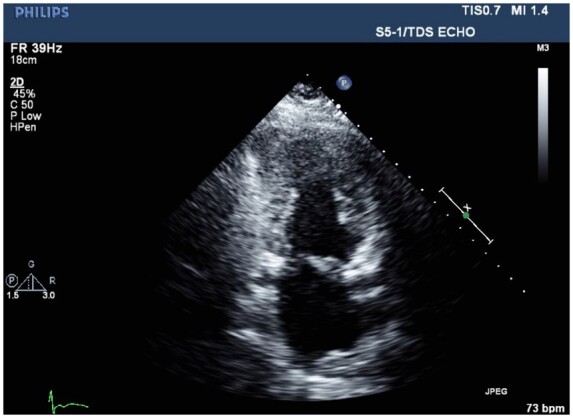 PHILIPS
TIS0.7 MI 1.4
S5-1/TDS ECHO
FR 39Hz
18cm
M3
2D
45%
C 50
P Low
HPen
P
X
G
P R
1.5 3.0
JPEG
73 bpm